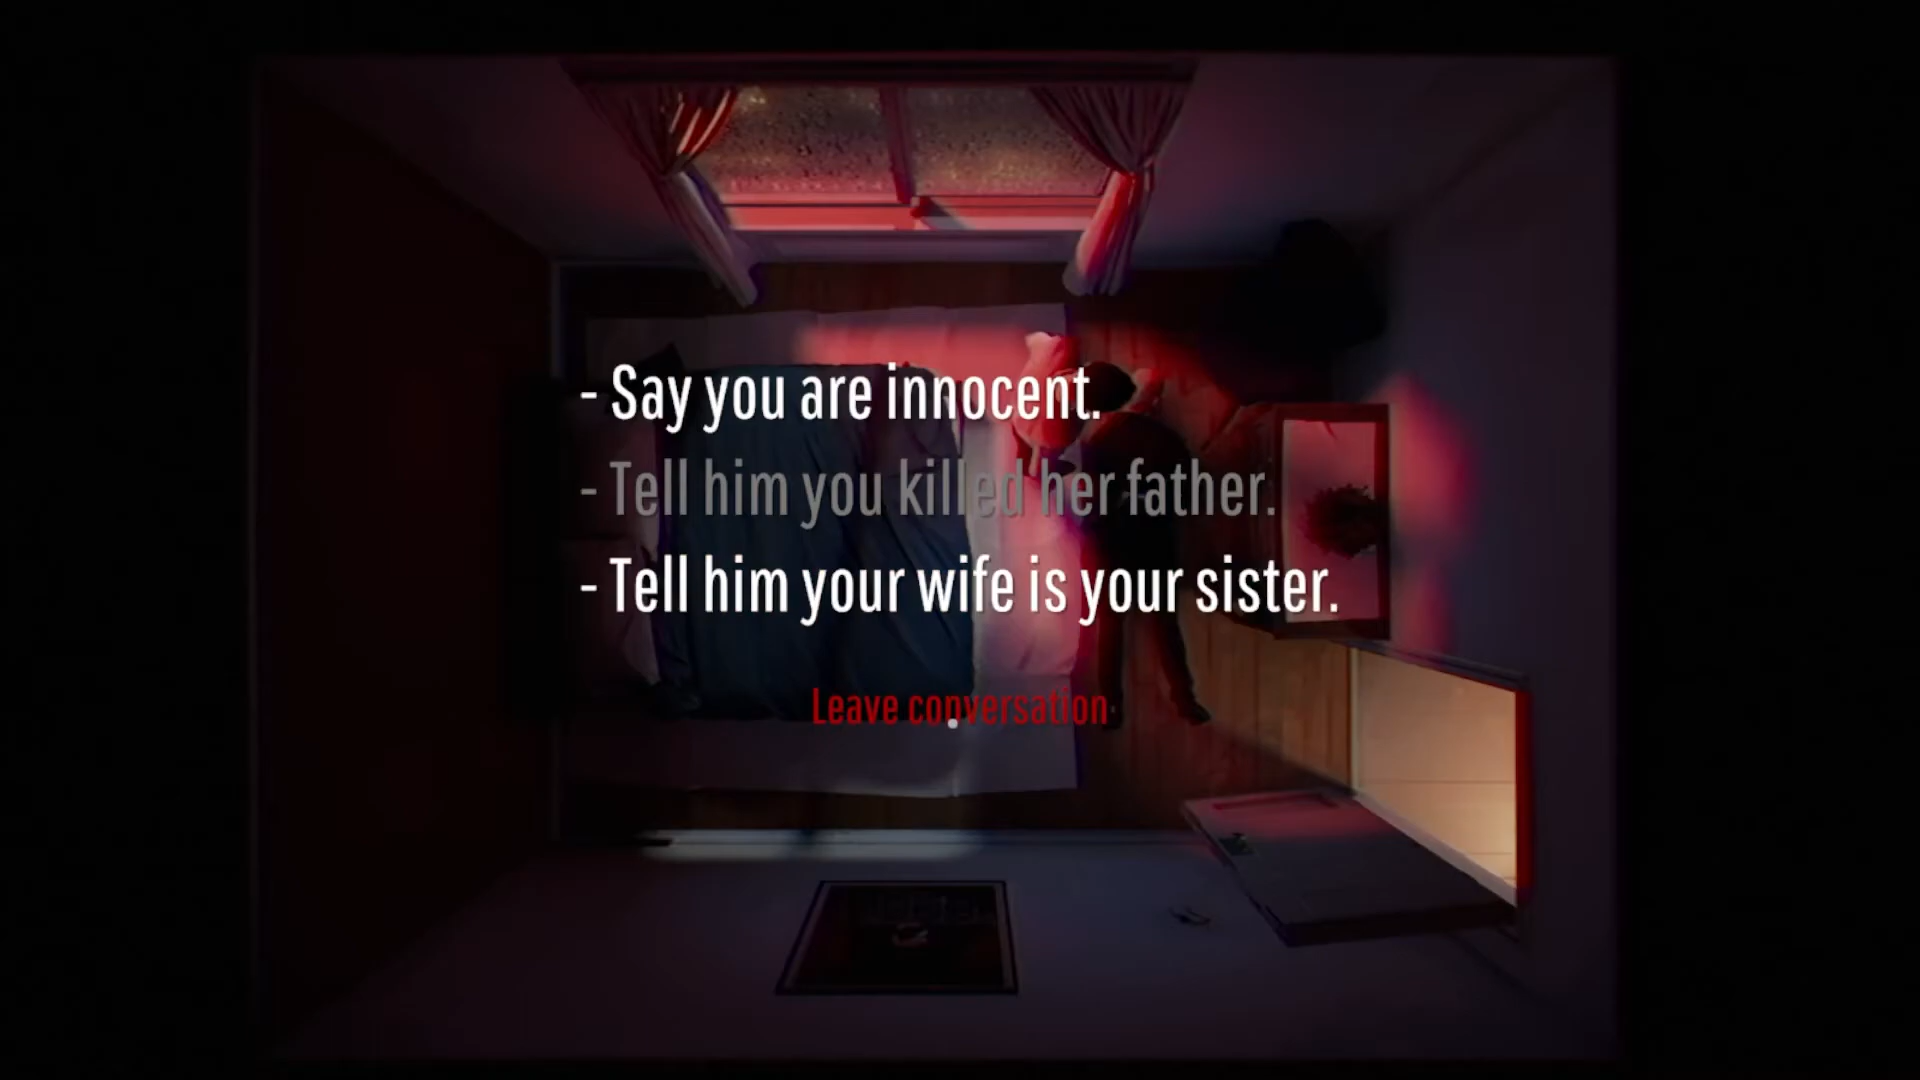 - Say you are innocent.
- Tell him you killed her father.
- Tell him your wife is your sister.
Leave conversation